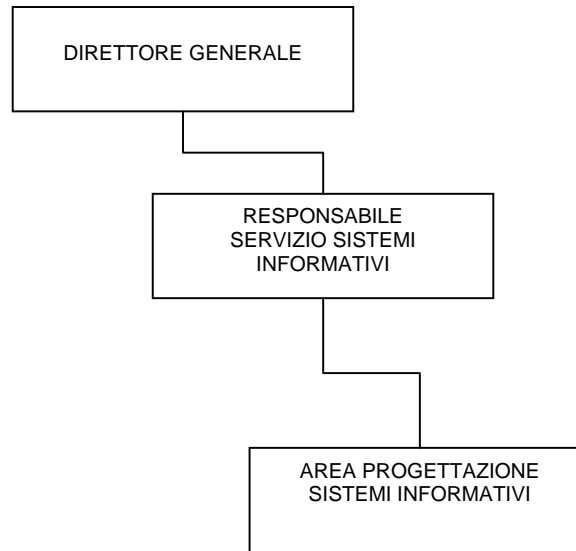 DIRETTORE GENERALE
RESPONSABILE
SERVIZIO SISTEMI
INFORMATIVI
AREA PROGETTAZIONE
SISTEMI INFORMATIVI